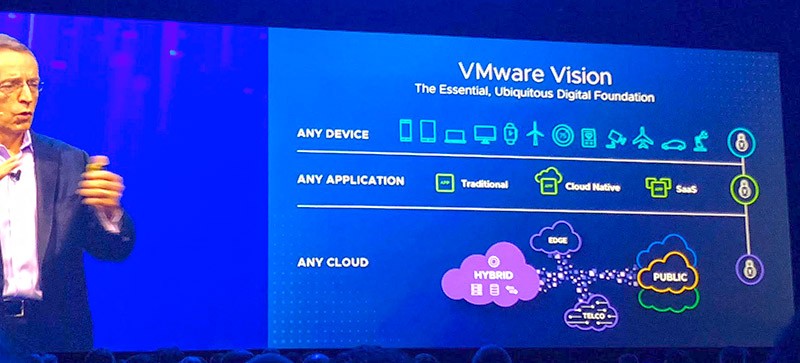 VMware Vision
The Essential, Ubiquitous Digital Foundation
ANY DEVICE
ANY APPLICATION
APP Traditional
Cloud Native
SaaS
ANY CLOUD
EDGE
HYBRID
PUBLIC
TELCO